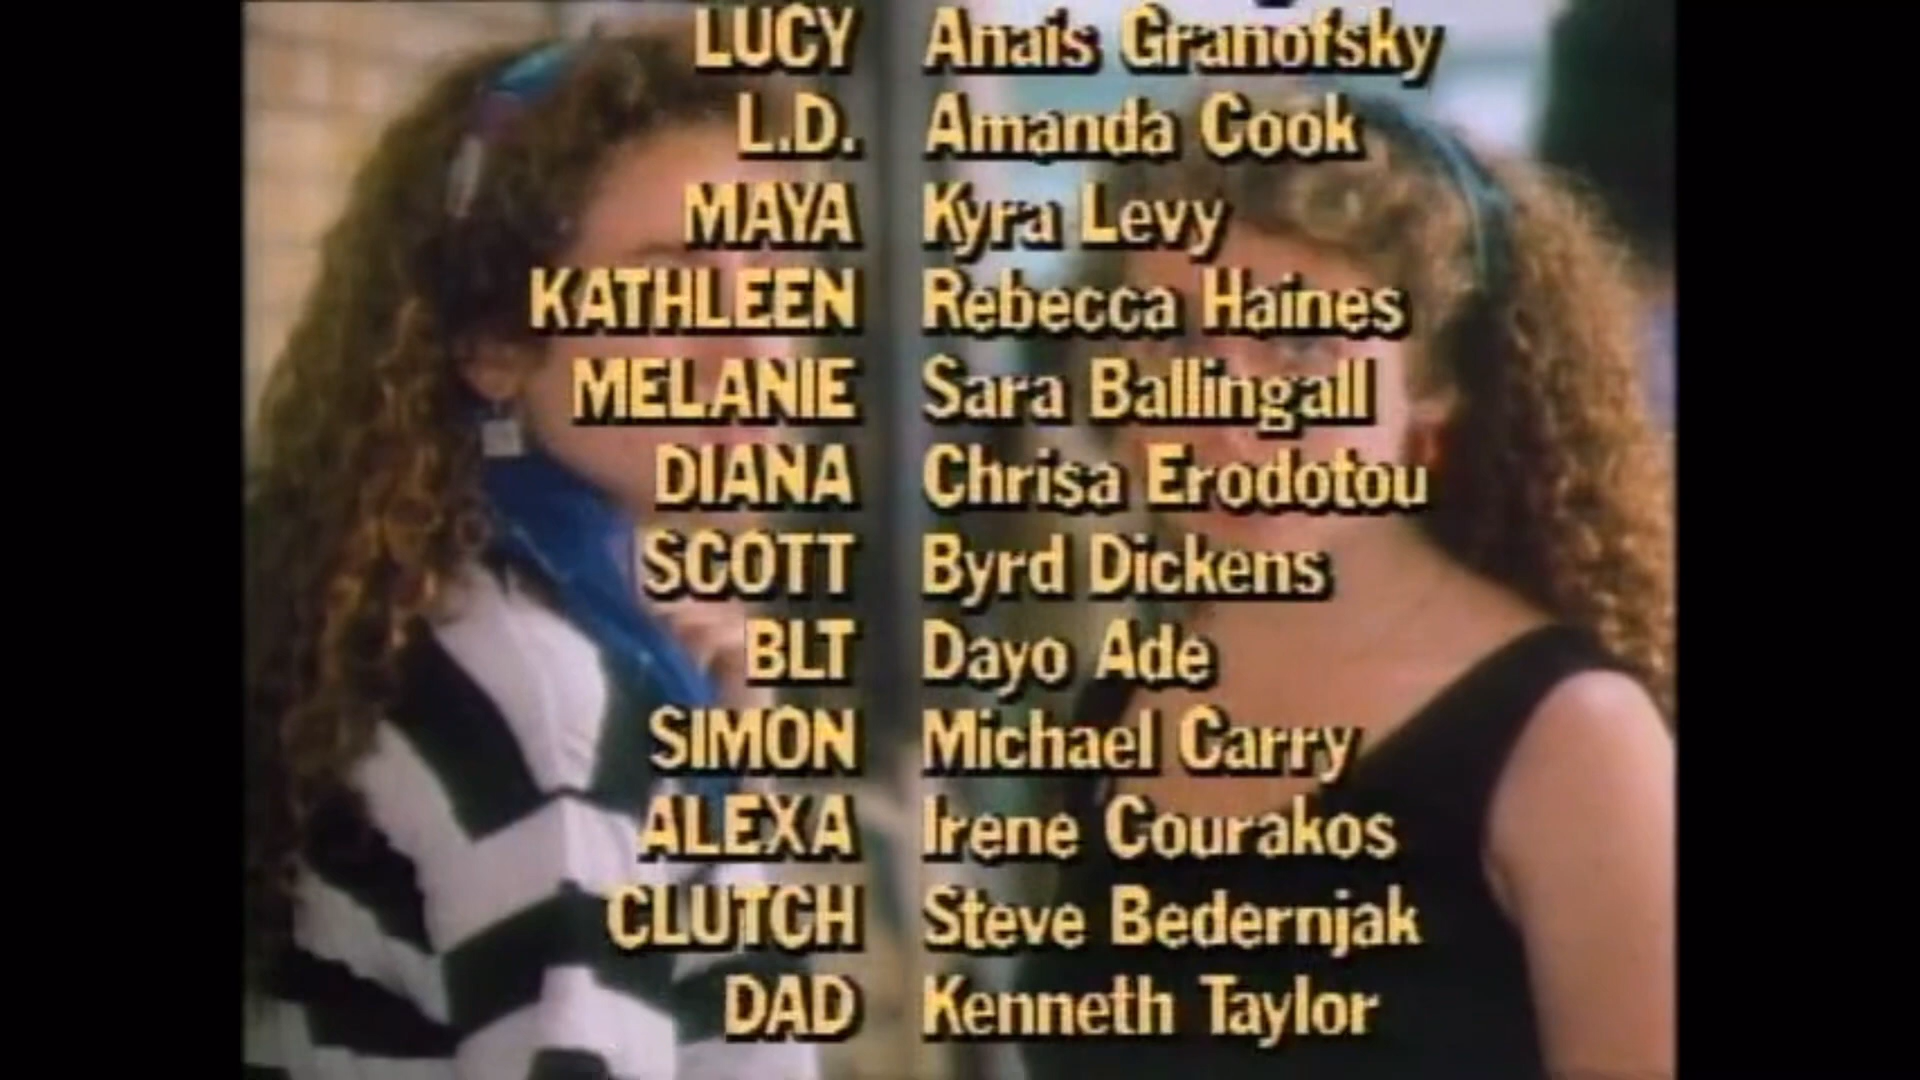 LUCY Anais Granofsky
L.D. Amanda Cook
MAYA Kyra Levy
KATHLEEN Rebecca Haines
MELANIE Sara Ballingall
DIANA Chrisa Erodotou
SCOTT Byrd Dickens
BLT Dayo Ade
SIMON Michael Carry
ALEXA Irene Courakos
CLUTCH Steve Bedernjak
DAD Kenneth Taylor